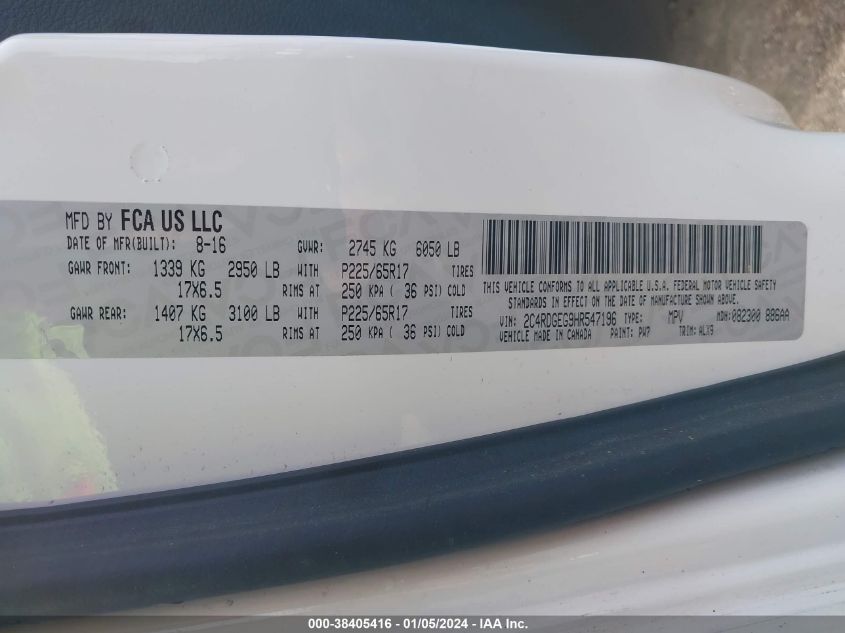 MFD BY FCA US LLC
DATE OF MFR(BUILT): 8-16 GVWR: 2745 KG 6050 LB
GAWR FRONT: 1339 KG 2950 LB WITH P225/65R17 TIRES
17X6.5 RIMS AT 250 KPA ( 36 PSI) COLD
GAWR REAR: 1407 KG 3100 LB WITH P225/65R17 TIRES
17X6.5 RIMS AT 250 KPA ( 36 PSI) COLD
THIS VEHICLE CONFORMS TO ALL APPLICABLE U.S.A. FEDERAL MOTOR VEHICLE SAFETY
STANDARDS IN EFFECT ON THE DATE OF MANUFACTURE SHOWN ABOVE.
VIN: 2C4RDGEG9HR547196 TYPE: MPV MDH:082300 886AA
VEHICLE MADE IN CANADA PAINT: PW7 TRIM: ALX9
000-38405416 - 01/05/2024 - IAA Inc.